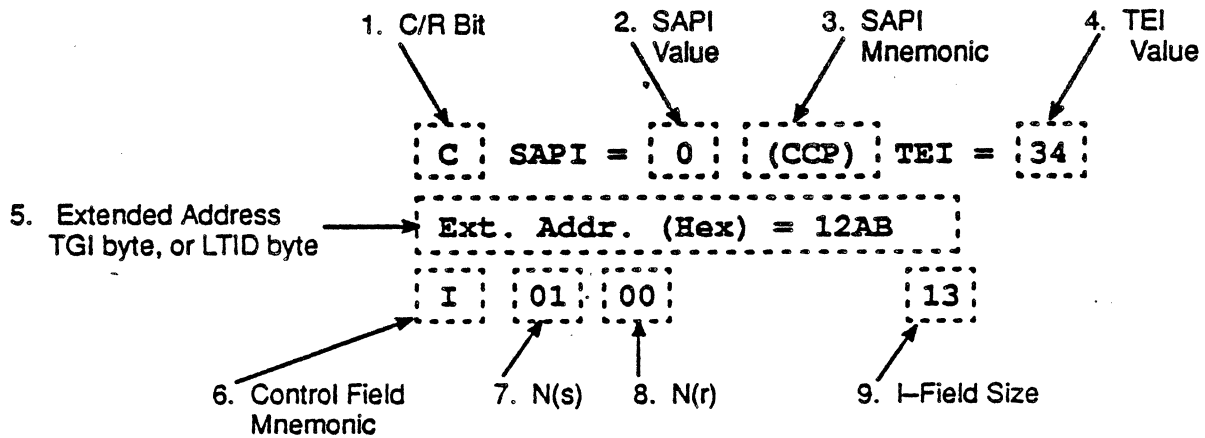 1. C/R Bit
2. SAPI Value
3. SAPI Mnemonic
4. TEI Value
C SAPI = 0 (CCP) TEI = 34
5. Extended Address TGI byte, or LTID byte
Ext. Addr. (Hex) = 12AB
I 01 00 13
6. Control Field Mnemonic
7. N(s)
8. N(r)
9. I–Field Size